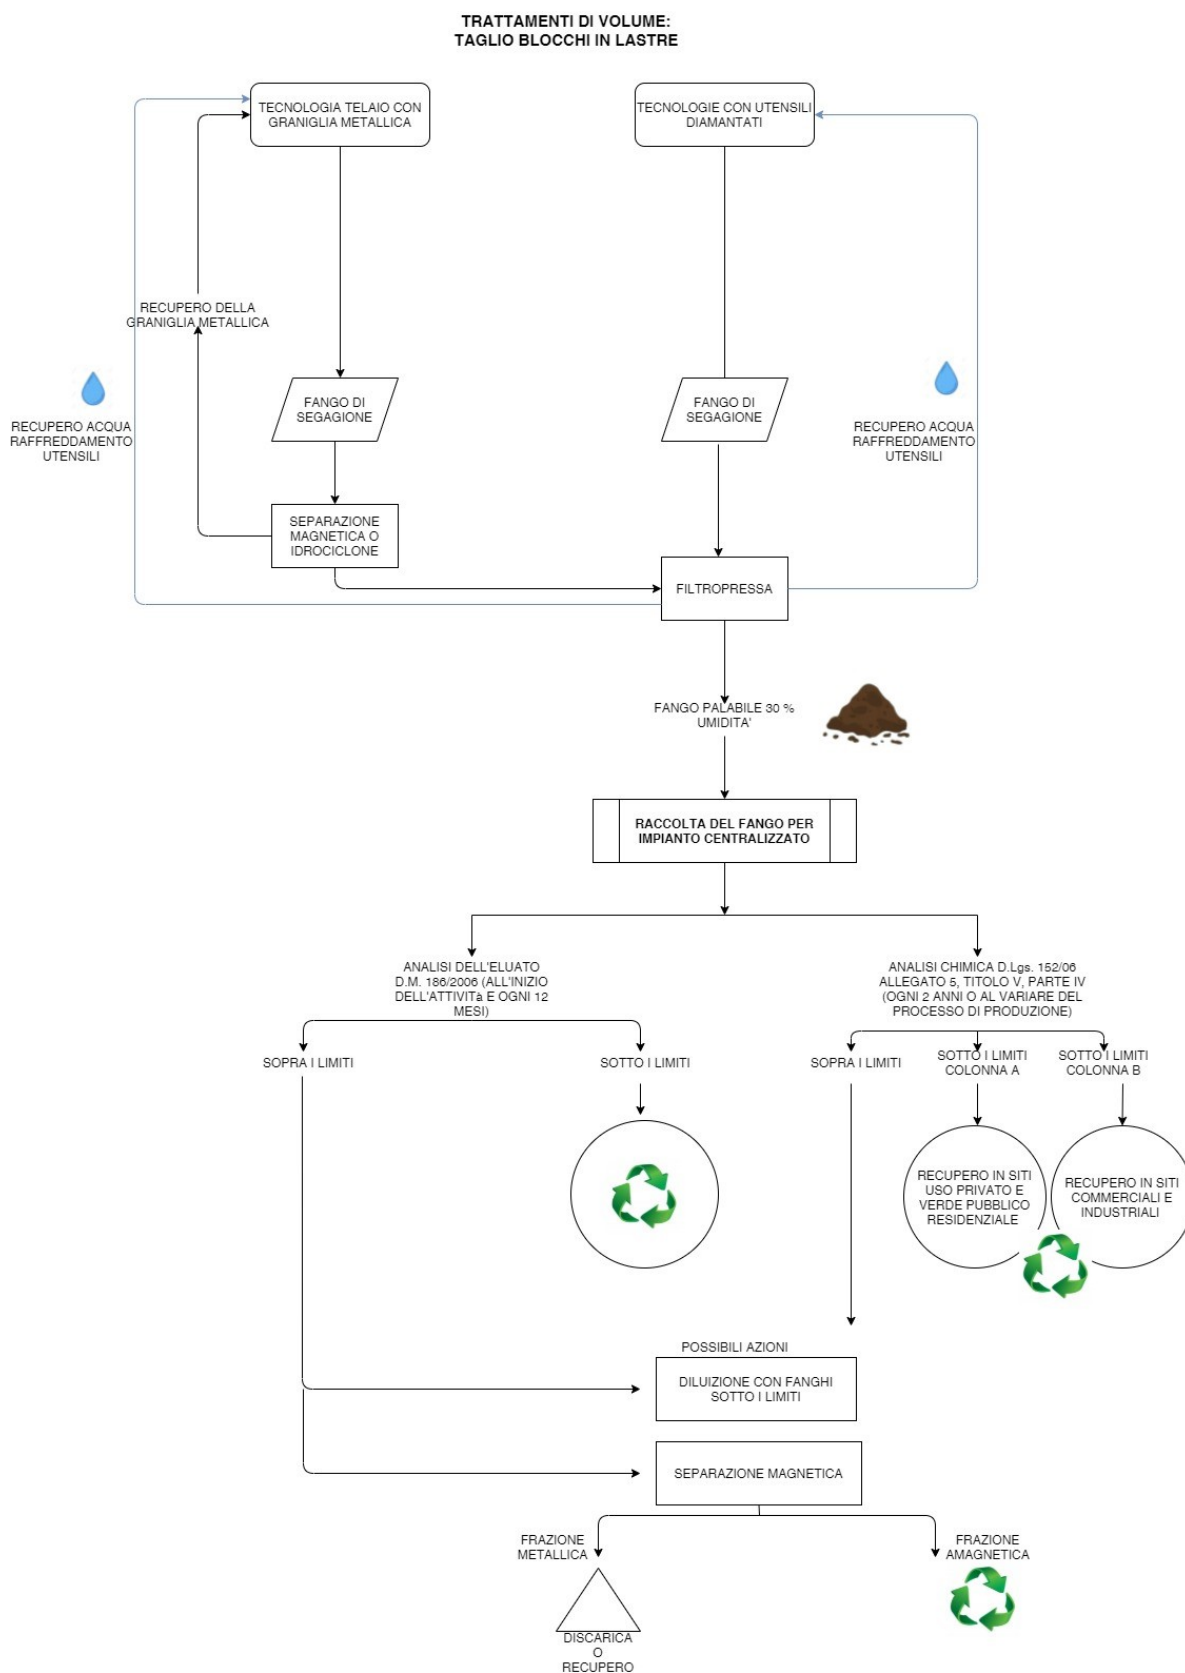 TRATTAMENTI DI VOLUME:
TAGLIO BLOCCHI IN LASTRE
TECNOLOGIA TELAIO CON
GRANIGLIA METALLICA
TECNOLOGIE CON UTENSILI
DIAMANTATI
RECUPERO DELLA
GRANIGLIA METALLICA
FANGO DI
SEGAGIONE
FANGO DI
SEGAGIONE
RECUPERO ACQUA
RAFFREDDAMENTO
UTENSILI
RECUPERO ACQUA
RAFFREDDAMENTO
UTENSILI
SEPARAZIONE
MAGNETICA O
IDROCICLONE
FILTROPRESSA
FANGO PALABILE 30 %
UMIDITA'
RACCOLTA DEL FANGO PER
IMPIANTO CENTRALIZZATO
ANALISI DELL'ELUATO
D.M. 186/2006 (ALL'INIZIO
DELL'ATTIVITà E OGNI 12
MESI)
ANALISI CHIMICA D.Lgs. 152/06
ALLEGATO 5, TITOLO V, PARTE IV
(OGNI 2 ANNI O AL VARIARE DEL
PROCESSO DI PRODUZIONE)
SOPRA I LIMITI
SOTTO I LIMITI
SOPRA I LIMITI
SOTTO I LIMITI
COLONNA A
SOTTO I LIMITI
COLONNA B
RECUPERO IN SITI
USO PRIVATO E
VERDE PUBBLICO
RESIDENZIALE
RECUPERO IN SITI
COMMERCIALI E
INDUSTRIALI
POSSIBILI AZIONI
DILUIZIONE CON FANGHI
SOTTO I LIMITI
SEPARAZIONE MAGNETICA
FRAZIONE
METALLICA
FRAZIONE
AMAGNETICA
DISCARICA
O
RECUPERO